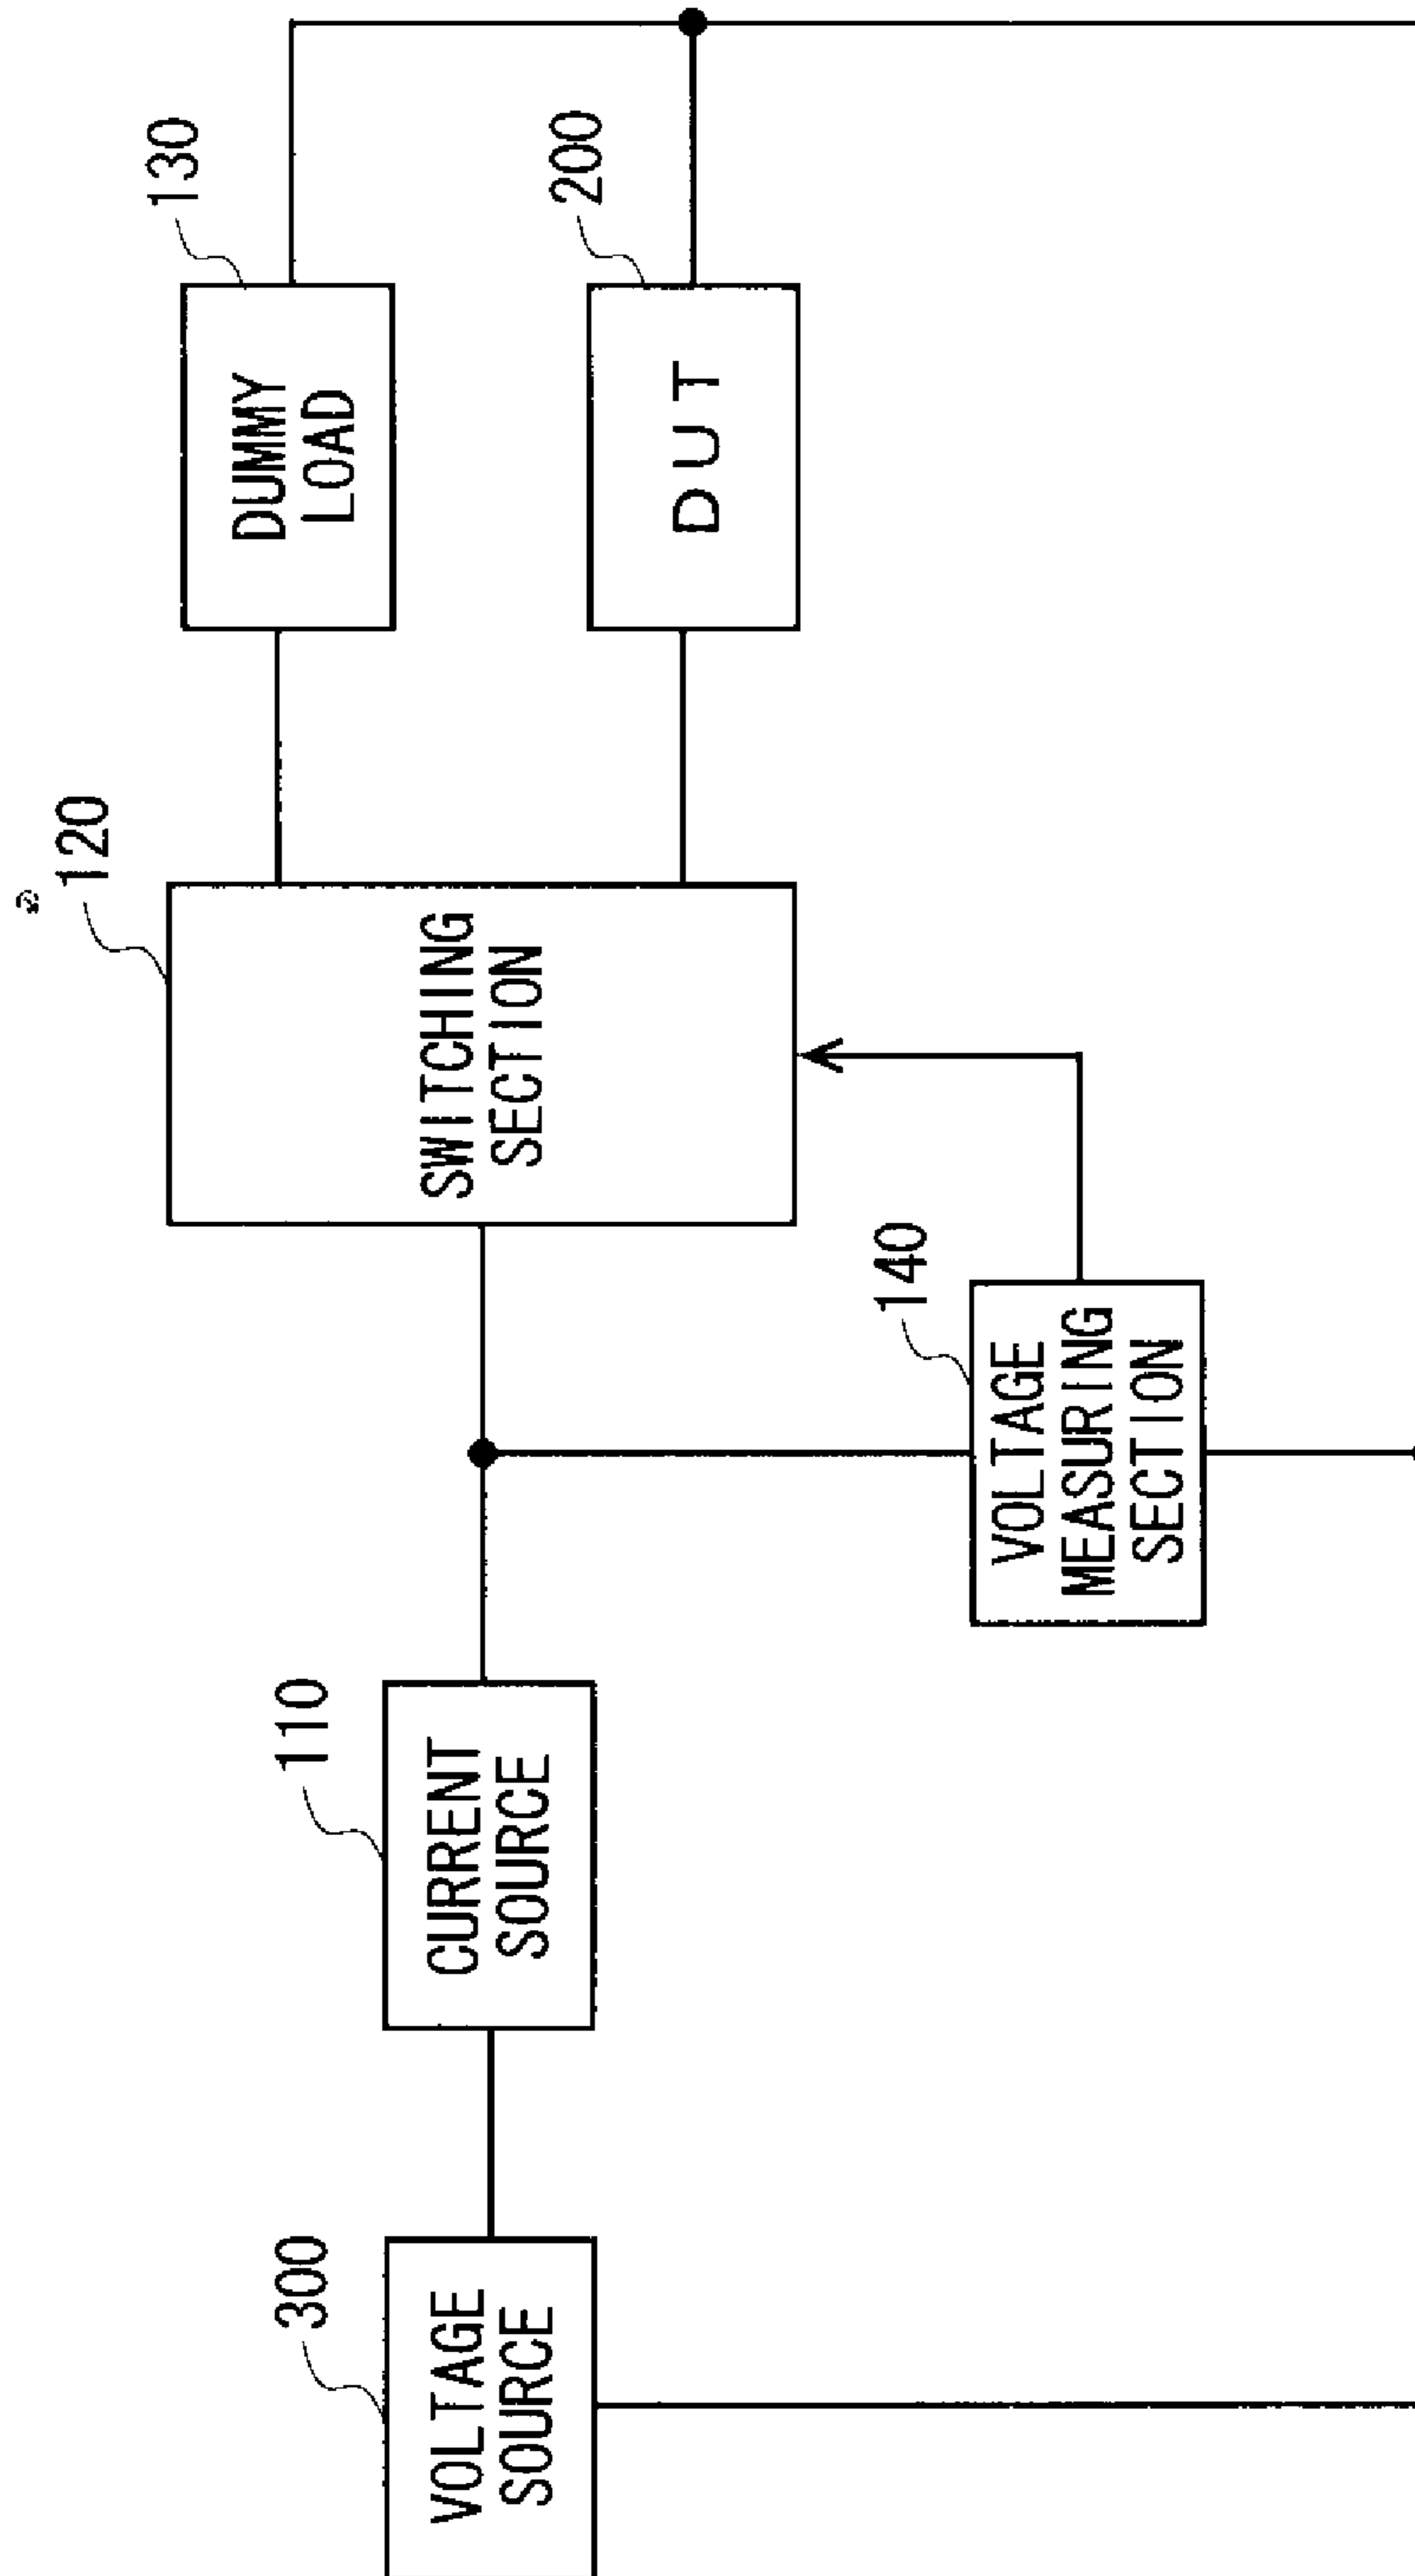 300
VOLTAGE
SOURCE
110
CURRENT
SOURCE
140
VOLTAGE
MEASURING
SECTION
120
SWITCHING
SECTION
130
DUMMY
LOAD
200
DUT